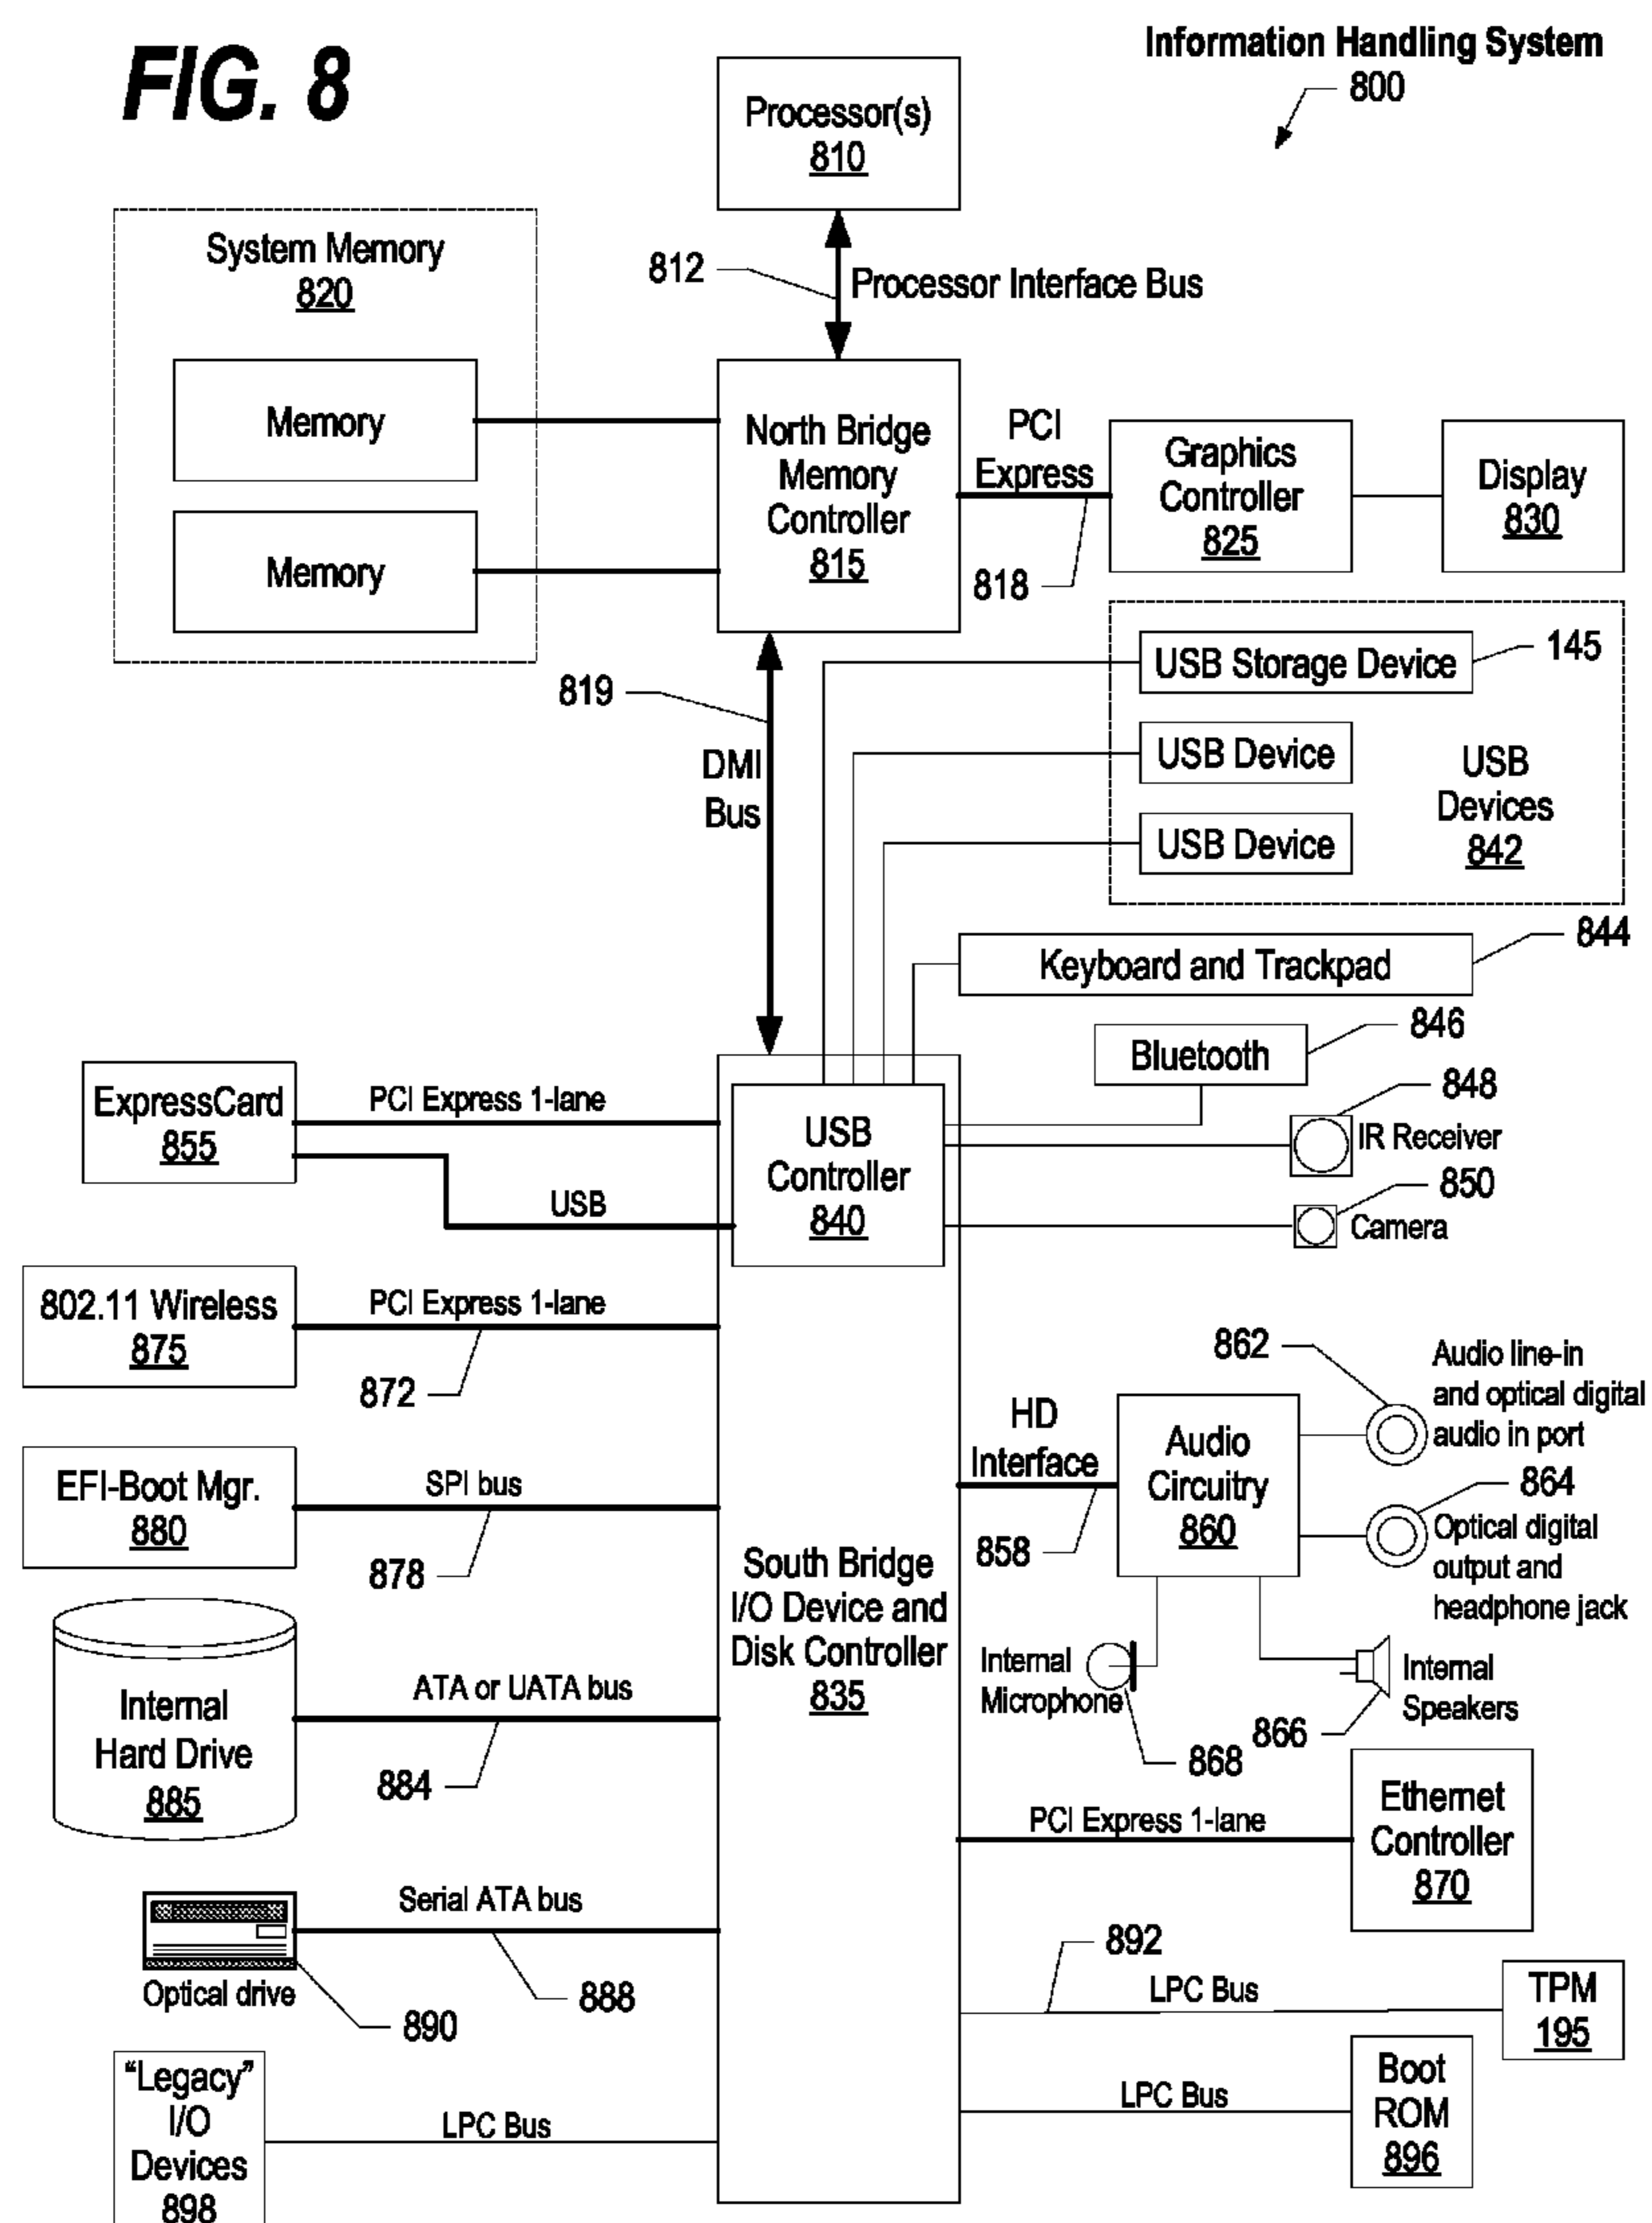 FIG. 8
Information Handling System
800
Processor(s)
810
System Memory
820
812
Processor Interface Bus
Memory
Memory
North Bridge
Memory
Controller
815
PCI
Express
818
Graphics
Controller
825
Display
830
819
DMI
Bus
USB Storage Device
145
USB Device
USB Device
USB
Devices
842
Keyboard and Trackpad
844
Bluetooth
846
848
IR Receiver
850
Camera
ExpressCard
855
PCI Express 1-lane
USB
USB
Controller
840
802.11 Wireless
875
PCI Express 1-lane
872
862
Audio line-in
and optical digital
audio in port
HD
Interface
858
Audio
Circuitry
860
864
Optical digital
output and
headphone jack
EFI-Boot Mgr.
880
SPI bus
878
South Bridge
I/O Device and
Disk Controller
835
Internal
Microphone
868
866
Internal
Speakers
Internal
Hard Drive
885
ATA or UATA bus
884
PCI Express 1-lane
Ethernet
Controller
870
Serial ATA bus
888
Optical drive
890
892
LPC Bus
TPM
195
LPC Bus
Boot
ROM
896
“Legacy”
I/O
Devices
898
LPC Bus